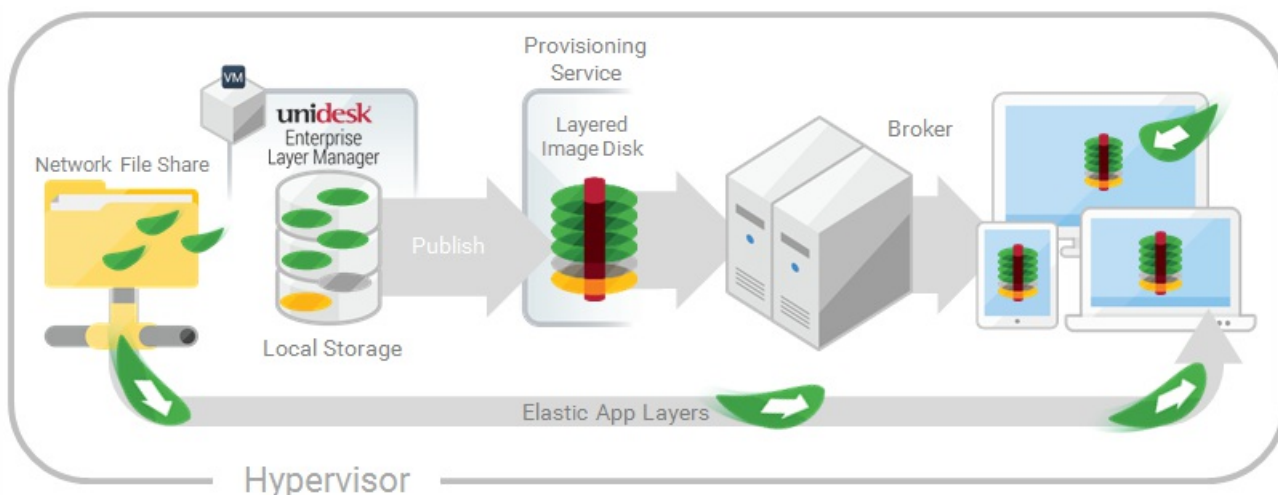 Provisioning
Service
VM
unidesk
Enterprise
Layer Manager
Network File Share
Layered
Image Disk
Broker
Publish
Local Storage
Elastic App Layers
Hypervisor